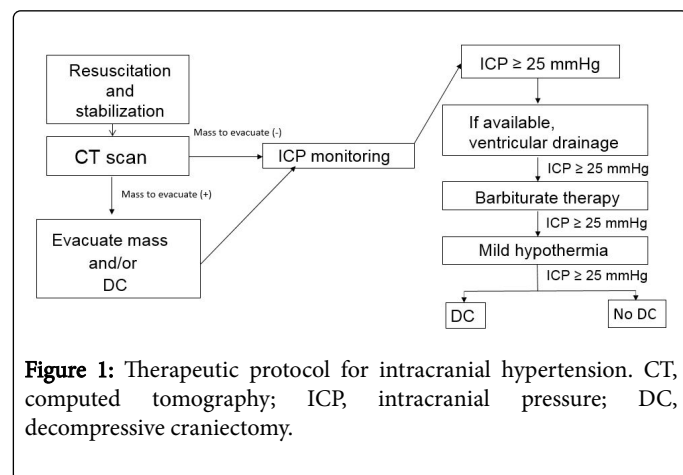 Resuscitation
and
stabilization
CT scan
Mass to evacuate (-)
Mass to evacuate (+)
Evacuate mass
and/or
DC
ICP monitoring
ICP ≥ 25 mmHg
If available,
ventricular drainage
ICP ≥ 25 mmHg
Barbiturate therapy
ICP ≥ 25 mmHg
Mild hypothermia
ICP ≥ 25 mmHg
DC
No DC
Figure 1: Therapeutic protocol for intracranial hypertension. CT,
computed tomography; ICP, intracranial pressure; DC,
decompressive craniectomy.